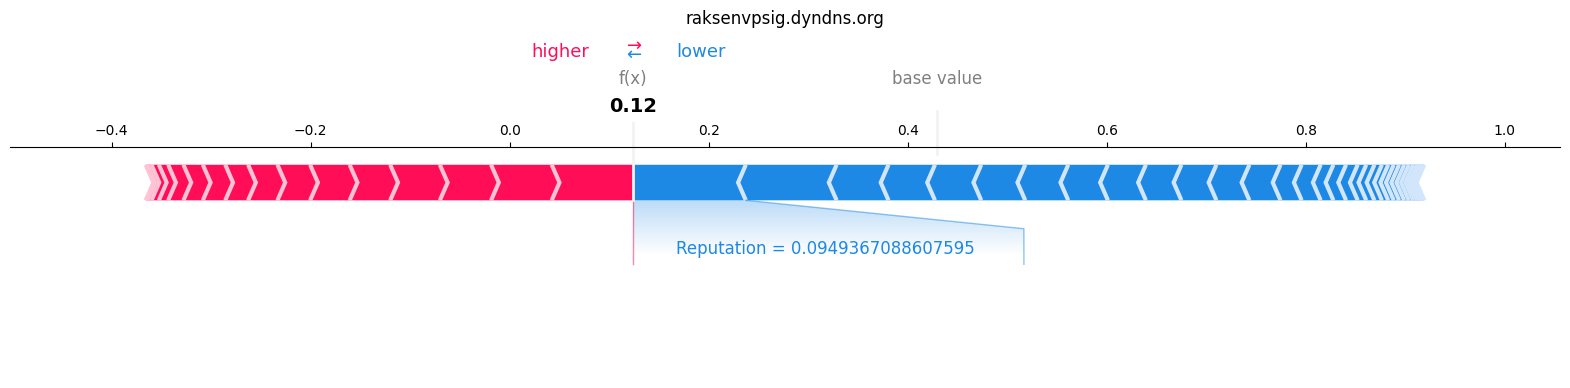 raksenvpsig.dyndns.org
higher ⇄ lower
f(x) base value
0.12
−0.4 −0.2 0.0 0.2 0.4 0.6 0.8 1.0
Reputation = 0.0949367088607595